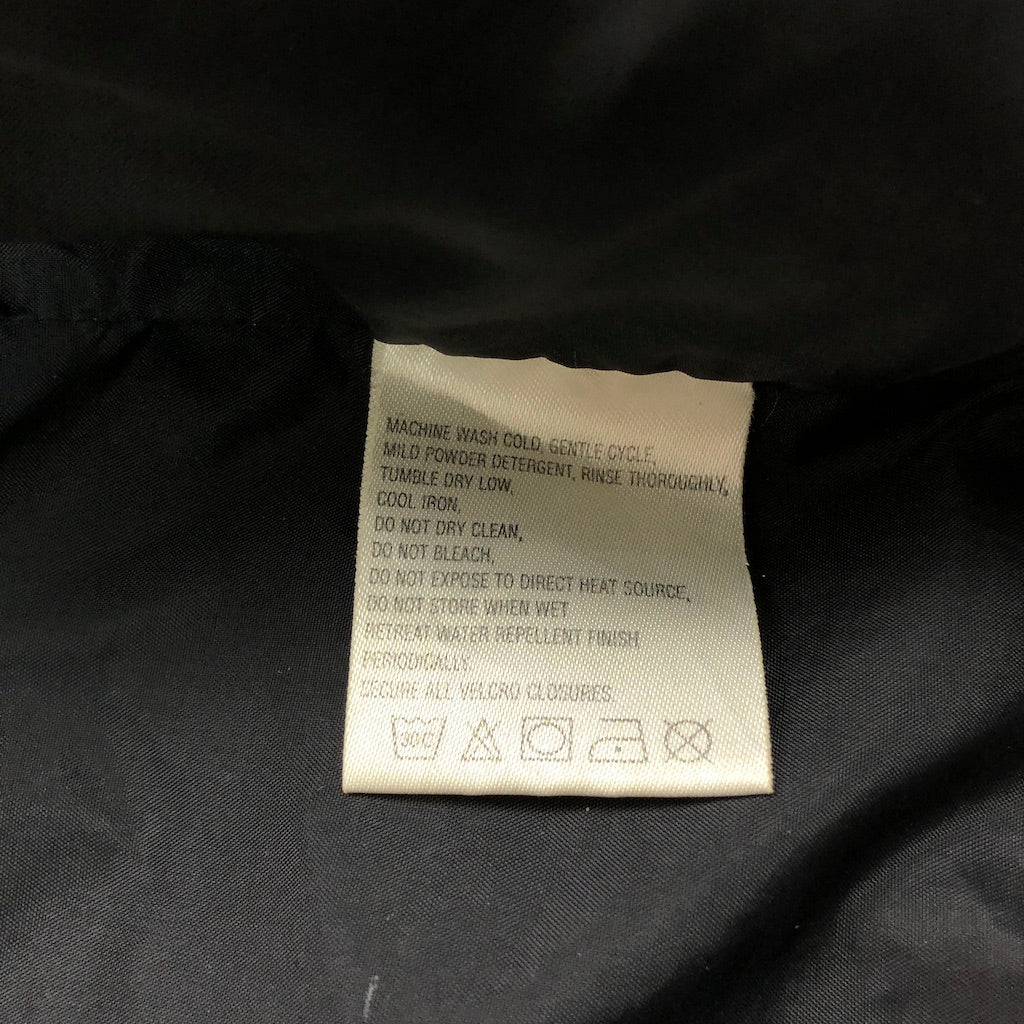 MACHINE WASH COLD, GENTLE CYCLE,
MILD POWDER DETERGENT, RINSE THOROUGHLY,
TUMBLE DRY LOW,
COOL IRON,
DO NOT DRY CLEAN,
DO NOT BLEACH,
DO NOT EXPOSE TO DIRECT HEAT SOURCE,
DO NOT STORE WHEN WET
RETREAT WATER REPELLENT FINISH
PERIODICALLY
SECURE ALL VELCRO CLOSURES.
30C